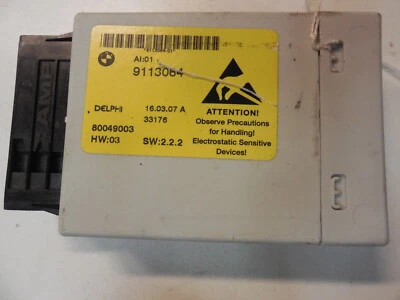 AI:01
9113064
DELPHI 16.03.07 A
33176
80049003
HW:03 SW:2.2.2
ATTENTION!
Observe Precautions
for Handling!
Electrostatic Sensitive
Devices!
AMP